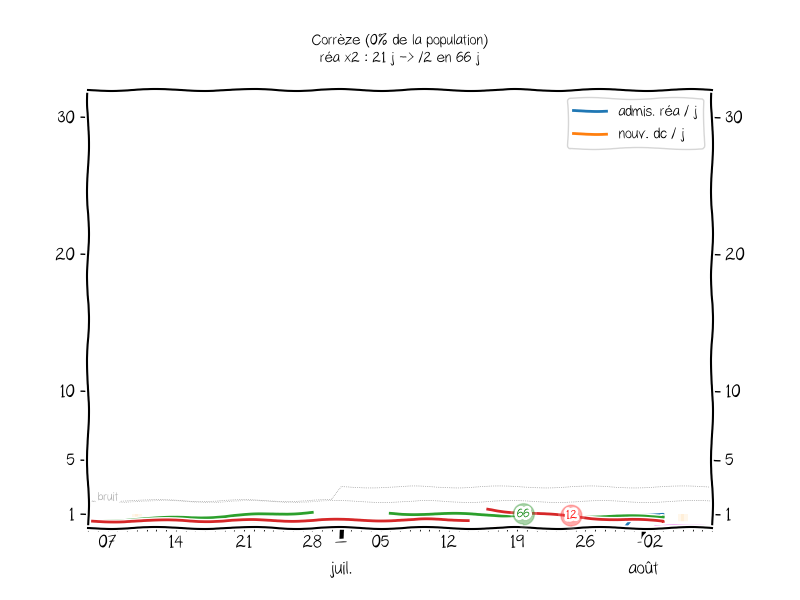 Corrèze (0% de la population)
réa x2 : 21 j -> /2 en 66 j
admis. réa / j
nouv. dc / j
30
30
20
20
10
10
5
5
bruit
1
1
66
12
07 14 21 28 05 12 19 26 02
juil. août